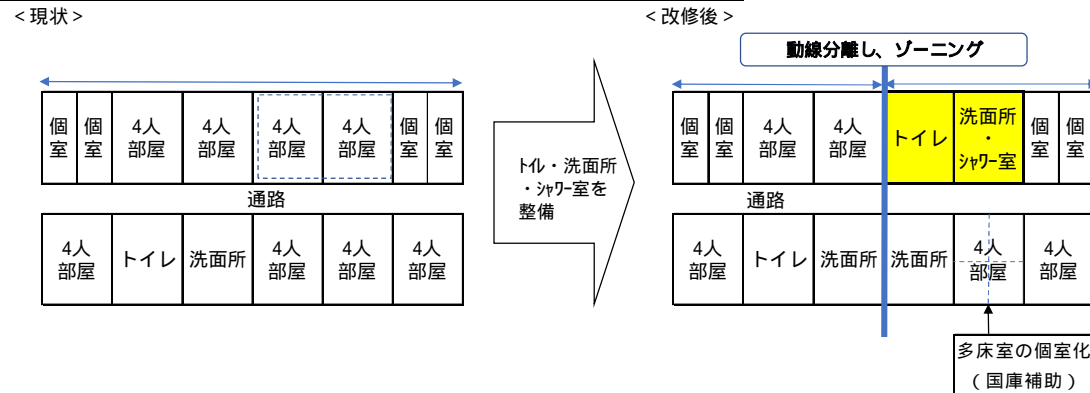 ＜現状＞
＜改修後＞
動線分離し、ゾーニング
個室
個室
4人
部屋
4人
部屋
4人
部屋
4人
部屋
個室
個室
通路
4人
部屋
トイレ
洗面所
4人
部屋
4人
部屋
4人
部屋
ﾄｲﾚ・洗面所
・ｼｬﾜｰ室を
整備
個室
個室
4人
部屋
4人
部屋
トイレ
洗面所
・
ｼｬﾜｰ室
個室
個室
通路
4人
部屋
トイレ
洗面所
洗面所
4人
部屋
4人
部屋
多床室の個室化
（国庫補助）